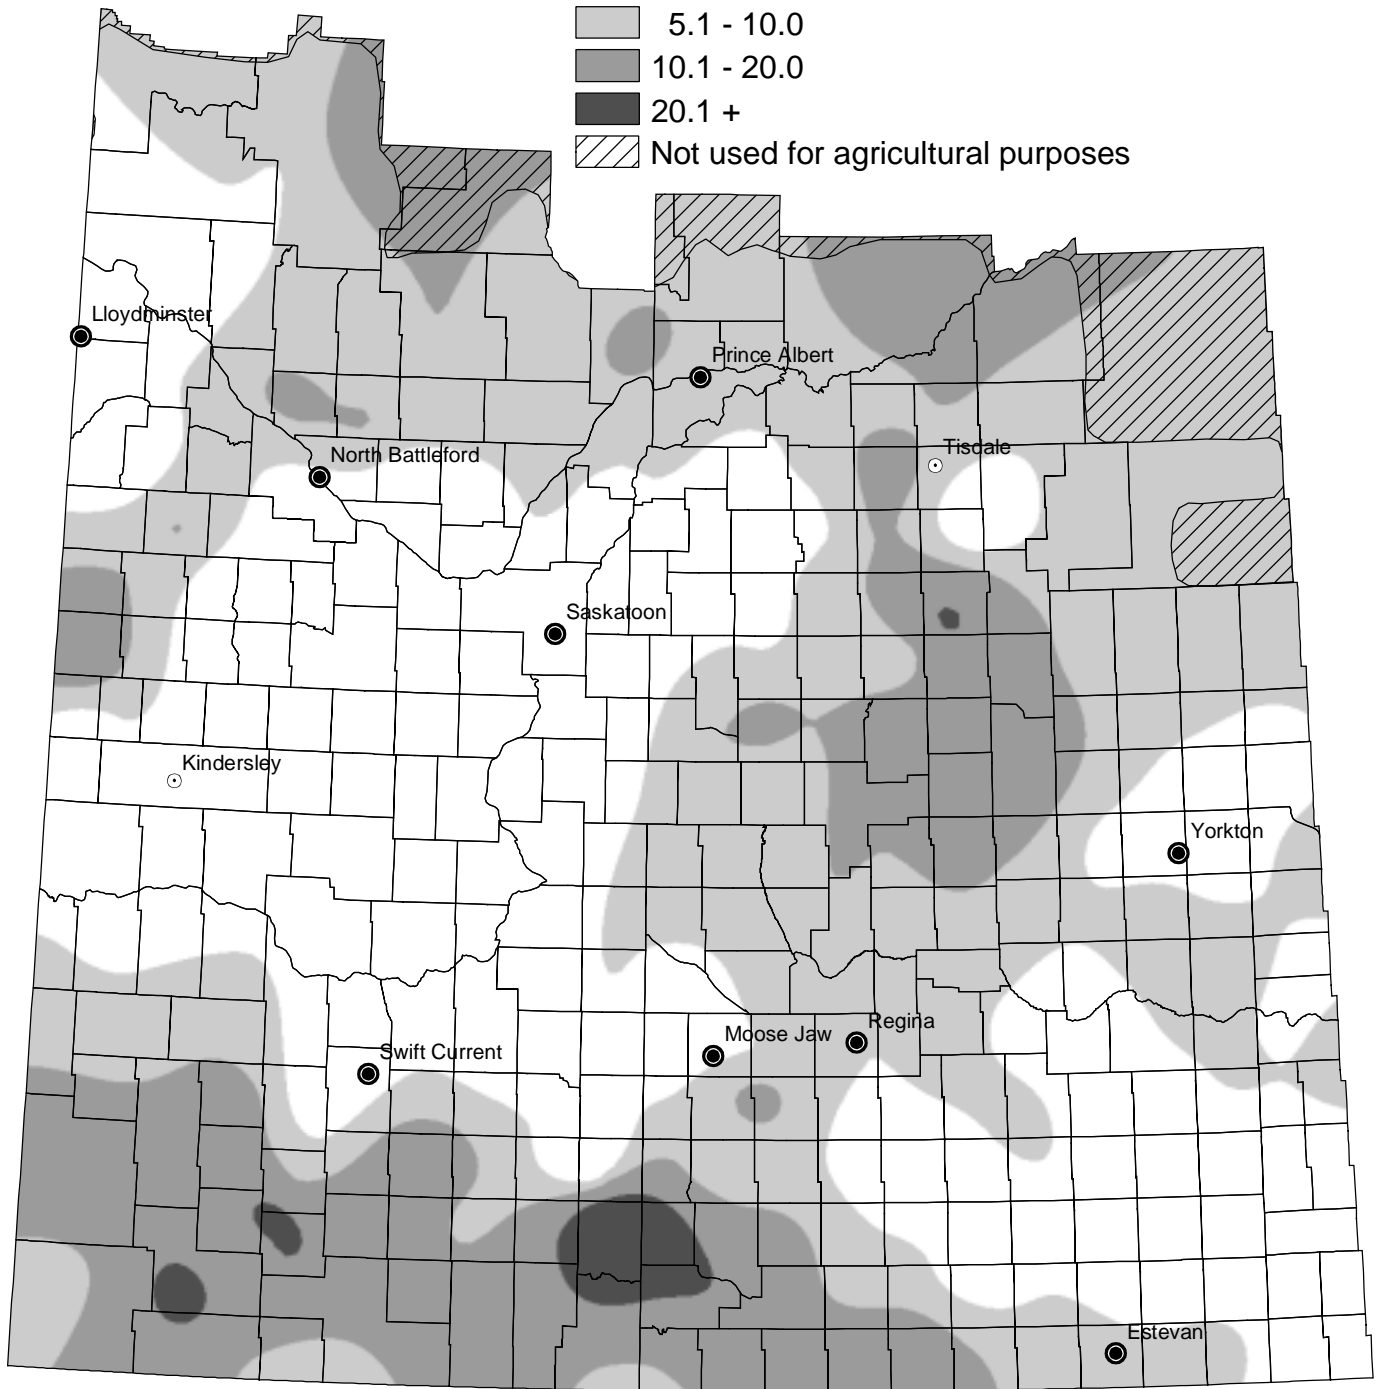 5.1 - 10.0
10.1 - 20.0
20.1 +
Not used for agricultural purposes
Lloydminster
Prince Albert
North Battleford
Tisdale
Saskatoon
Kindersley
Yorkton
Regina
Moose Jaw
Swift Current
Estevan